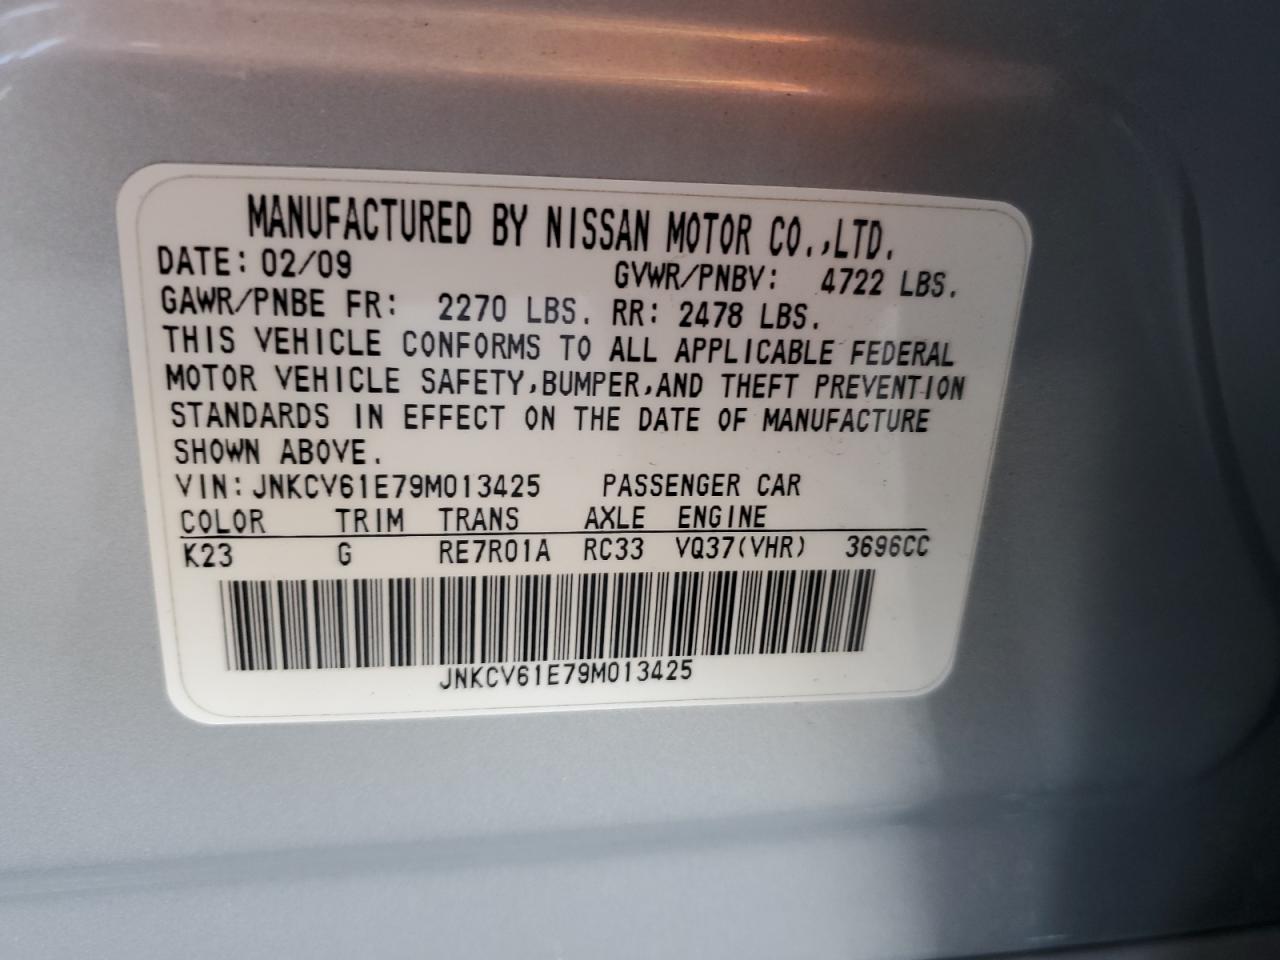 MANUFACTURED BY NISSAN MOTOR CO.,LTD.
DATE: 02/09 GVWR/PNBV: 4722 LBS.
GAWR/PNBE FR: 2270 LBS. RR: 2478 LBS.
THIS VEHICLE CONFORMS TO ALL APPLICABLE FEDERAL
MOTOR VEHICLE SAFETY,BUMPER,AND THEFT PREVENTION
STANDARDS IN EFFECT ON THE DATE OF MANUFACTURE
SHOWN ABOVE.
VIN: JNKCV61E79M013425 PASSENGER CAR
COLOR TRIM TRANS AXLE ENGINE
K23 G RE7R01A RC33 VQ37(VHR) 3696CC
JNKCV61E79M013425